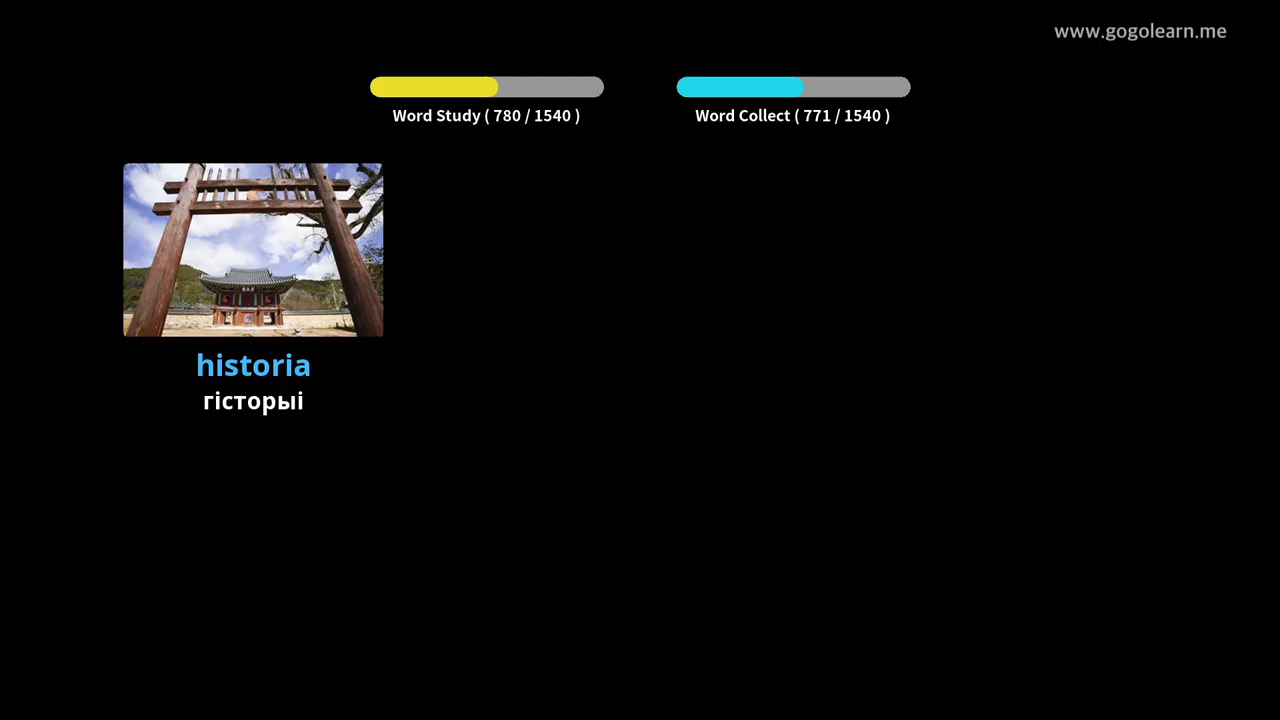 www.gogolearn.me
Word Study ( 780 / 1540 )
Word Collect ( 771 / 1540 )
historia
гісторыі